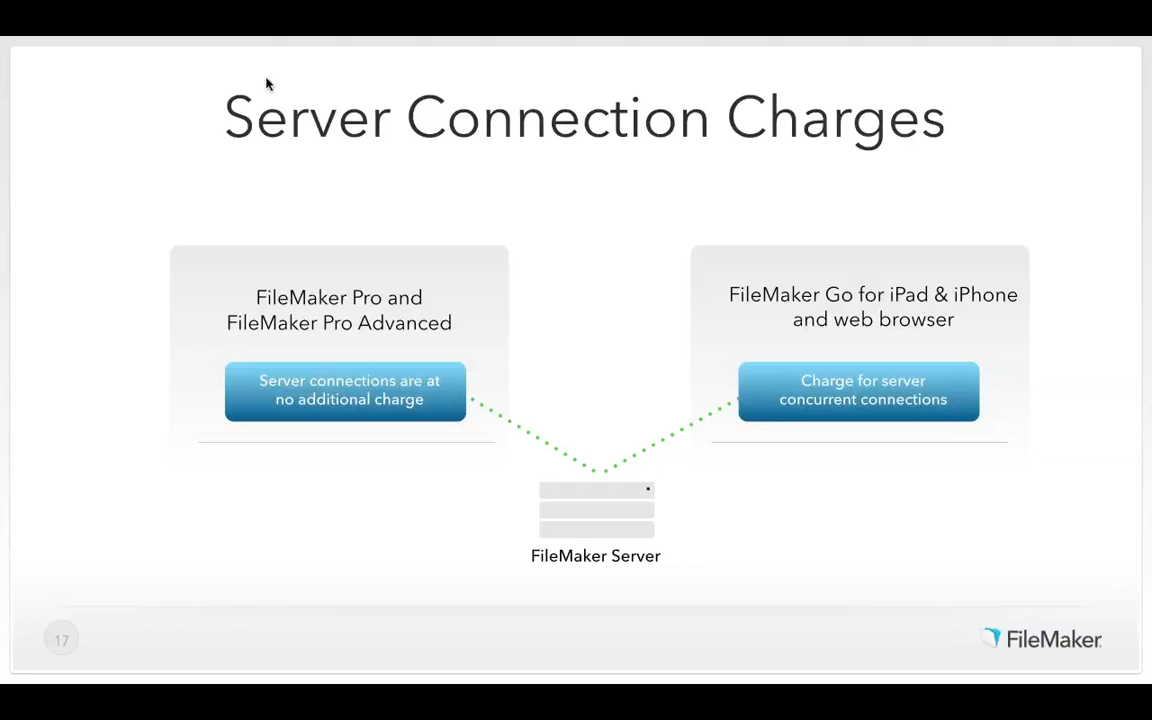 Server Connection Charges
FileMaker Pro and
FileMaker Pro Advanced
Server connections are at
no additional charge
FileMaker Go for iPad & iPhone
and web browser
Charge for server
concurrent connections
FileMaker Server
17
FileMaker